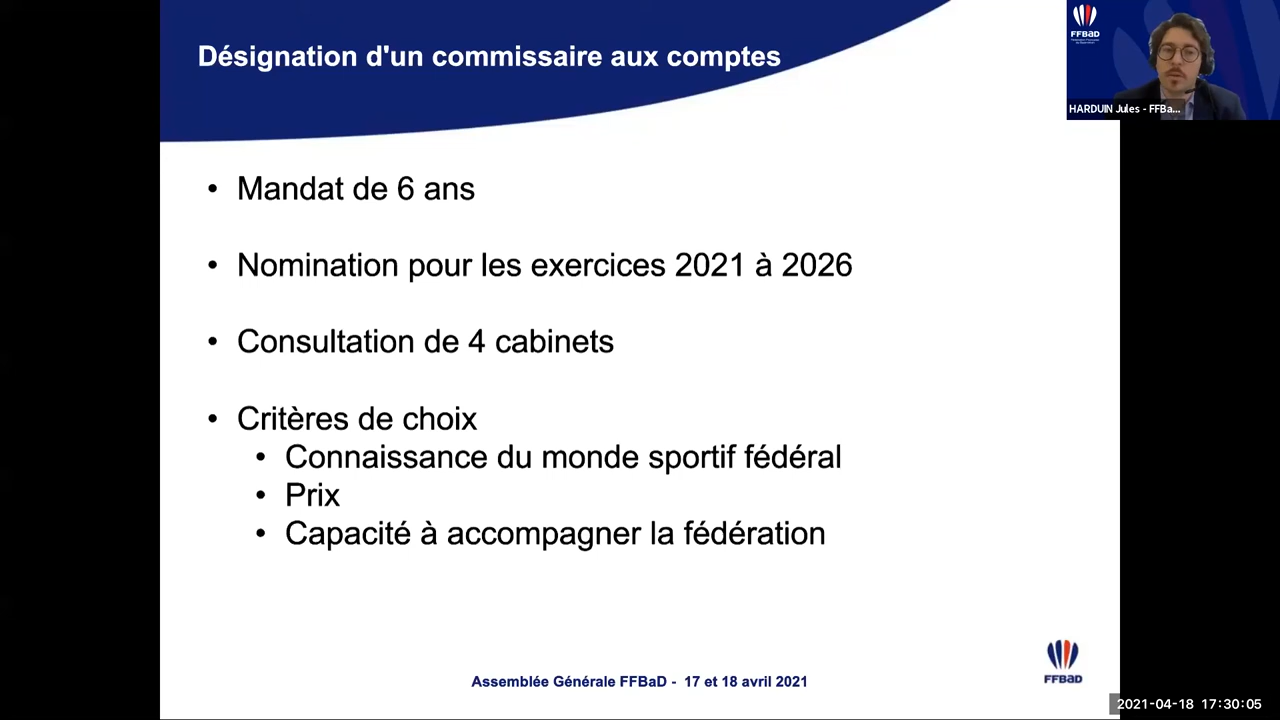 Désignation d'un commissaire aux comptes
FFBaD
HARDUIN Jules - FFBa...
• Mandat de 6 ans
• Nomination pour les exercices 2021 à 2026
• Consultation de 4 cabinets
• Critères de choix
• Connaissance du monde sportif fédéral
• Prix
• Capacité à accompagner la fédération
FFBaD
Assemblée Générale FFBaD - 17 et 18 avril 2021
2021-04-18 17:30:05